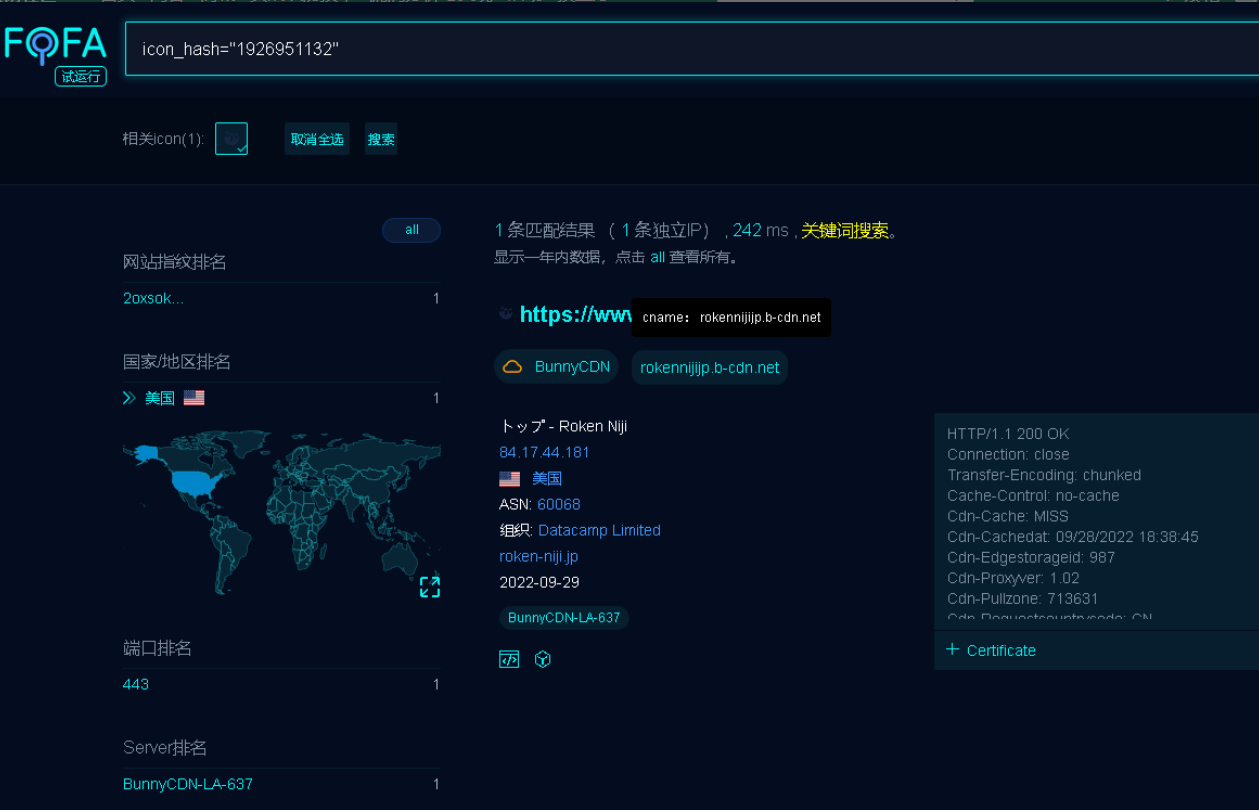 FOFA
试运行
icon_hash="1926951132"
相关icon(1):
取消全选
搜索
all
1 条匹配结果 ( 1 条独立IP) , 242 ms , 关键词搜索。
显示一年内数据，点击 all 查看所有。
网站指纹排名
2oxsok... 1
国家/地区排名
美国 1
端口排名
443 1
Server排名
BunnyCDN-LA-637 1
https://www
cname: rokennijijp.b-cdn.net
BunnyCDN
rokennijijp.b-cdn.net
トップ - Roken Niji
84.17.44.181
美国
ASN: 60068
组织: Datacamp Limited
roken-niji.jp
2022-09-29
BunnyCDN-LA-637
HTTP/1.1 200 OK
Connection: close
Transfer-Encoding: chunked
Cache-Control: no-cache
Cdn-Cache: MISS
Cdn-Cachedat: 09/28/2022 18:38:45
Cdn-Edgestorageid: 987
Cdn-Proxyver: 1.02
Cdn-Pullzone: 713631
Cdn-Requestcountrycode: CN
+ Certificate